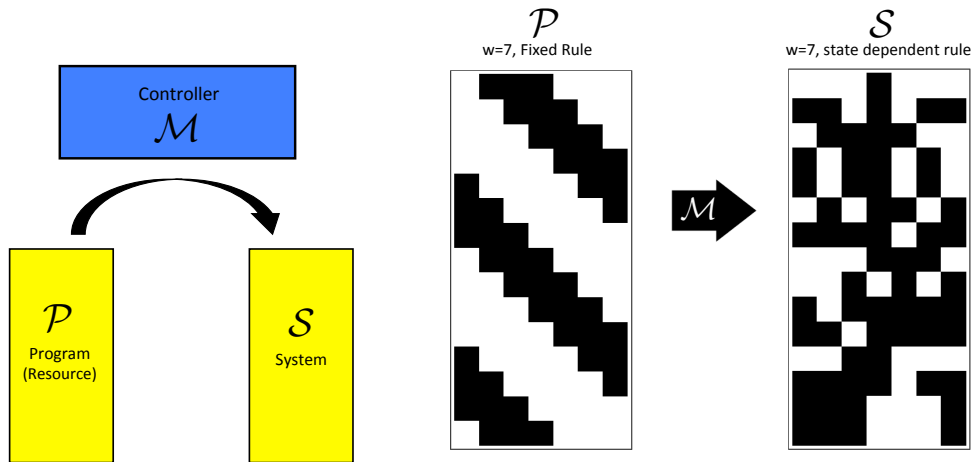 Controller
ℳ
𝒫
Program
(Resource)
𝒮
System
𝒫
w=7, Fixed Rule
ℳ
𝒮
w=7, state dependent rule